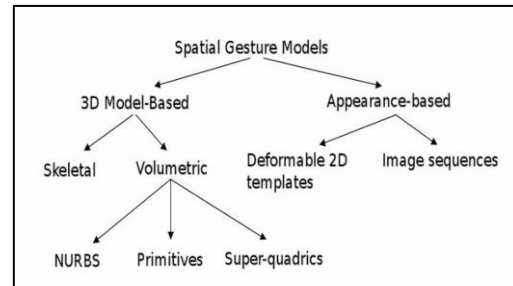 Spatial Gesture Models
3D Model-Based
Appearance-based
Skeletal
Volumetric
Deformable 2D
templates
Image sequences
NURBS
Primitives
Super-quadrics